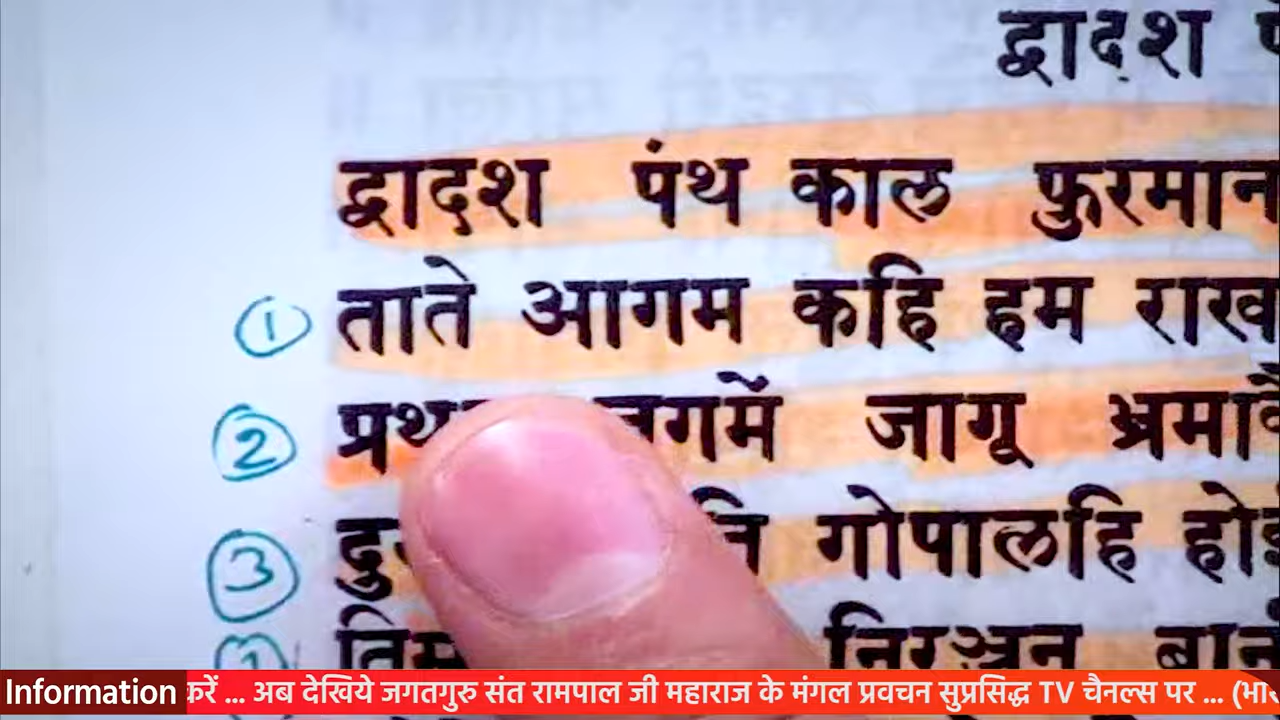 द्वादश
द्वादश पंथ काल फुरमान
① ताते आगम कहि हम राख
② जगमें जागू भ्रमावै
③ गोपालहि होइ
निरञ्जन
Information करें ... अब देखिये जगतगुरु संत रामपाल जी महाराज के मंगल प्रवचन सुप्रसिद्ध TV चैनल्स पर ... (भार